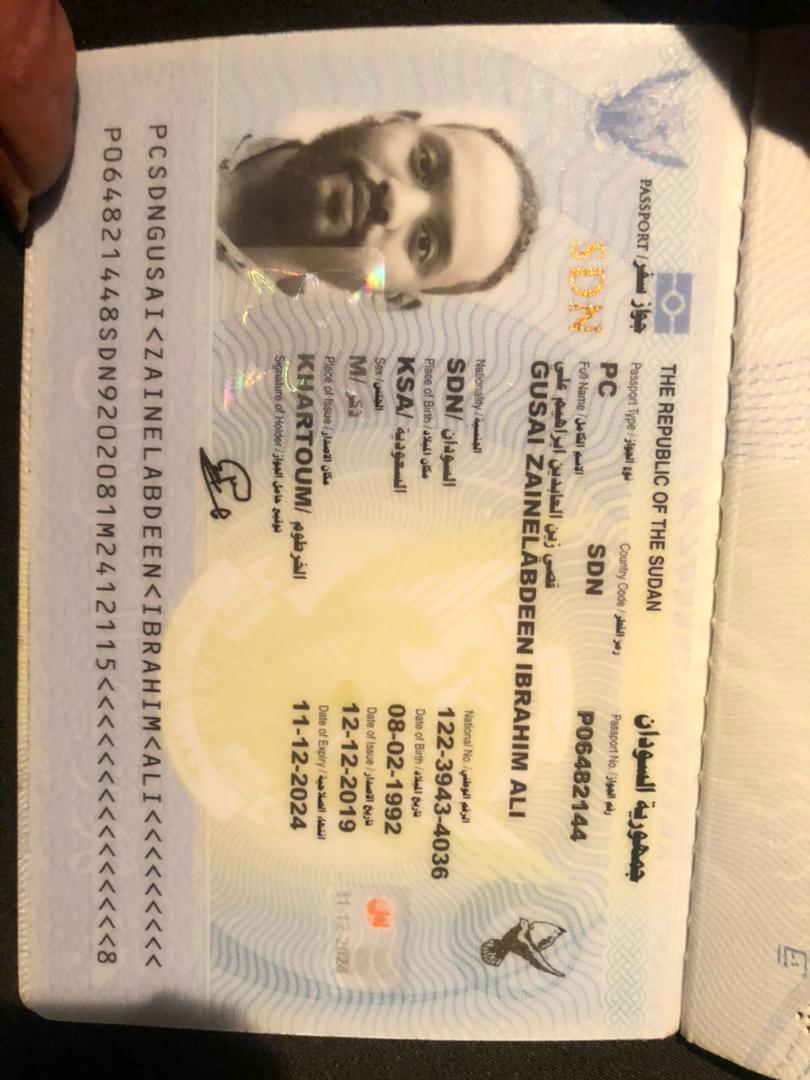 THE REPUBLIC OF THE SUDAN جمهورية السودان
PASSPORT / جواز سفر
Passport Type / نوع الجواز Country Code / رمز القطر Passport No. / رقم الجواز
PC SDN P06482144
SDN
Full Name / الاسم الكامل
قصي زين العابدين ابراهيم علي
GUSAI ZAINELABDEEN IBRAHIM ALI
Nationality / الجنسية National No. / الرقم الوطني
SDN/ السودان 122-3943-4036
Place of Birth / مكان الميلاد Date of Birth / تاريخ الميلاد
KSA/ السعودية 08-02-1992
Sex / الجنس Date of Issue / تاريخ الاصدار
M/ ذكر 12-12-2019
Place of Issue / مكان الاصدار Date of Expiry / انتهاء الصلاحية
KHARTOUM/ الخرطوم 11-12-2024
11-12-2024
Signature of Holder / توقيع حامل الجواز
PCSDNGUSAI<ZAINELABDEEN<IBRAHIM<ALI<<<<<<<<<
P064821448SDN9202081M2412115<<<<<<<<<<<<<<<8